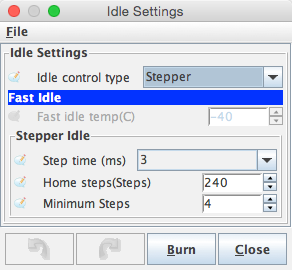 Idle Settings
File
Idle Settings
Idle control type Stepper
Fast Idle
Fast idle temp(C) -40
Stepper Idle
Step time (ms) 3
Home steps(Steps) 240
Minimum Steps 4
Burn Close